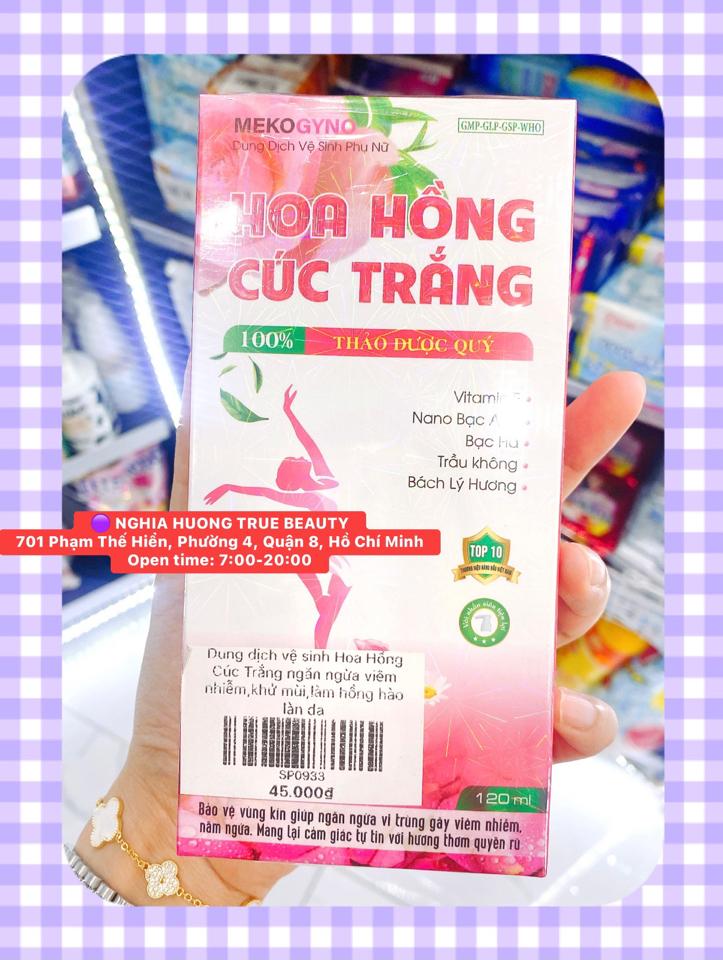 MEKOGYNO
Dung Dịch Vệ Sinh Phụ Nữ
GMP-GLP-GSP-WHO
HOA HỒNG
CÚC TRẮNG
100% THẢO DƯỢC QUÝ
Vitamin E
Nano Bạc
Bạc Hà
Trầu không
Bách Lý Hương
NGHIA HUONG TRUE BEAUTY
701 Phạm Thế Hiển, Phường 4, Quận 8, Hồ Chí Minh
Open time: 7:00-20:00
TOP 10
Dung dịch vệ sinh Hoa Hồng
Cúc Trắng ngăn ngừa viêm
nhiễm,khử mùi,làm hồng hào
làn da
SP0933
45.000₫
120 ml
Bảo vệ vùng kín giúp ngăn ngừa vi trùng gây viêm nhiễm,
nấm ngứa. Mang lại cảm giác tự tin với hương thơm quyến rũ